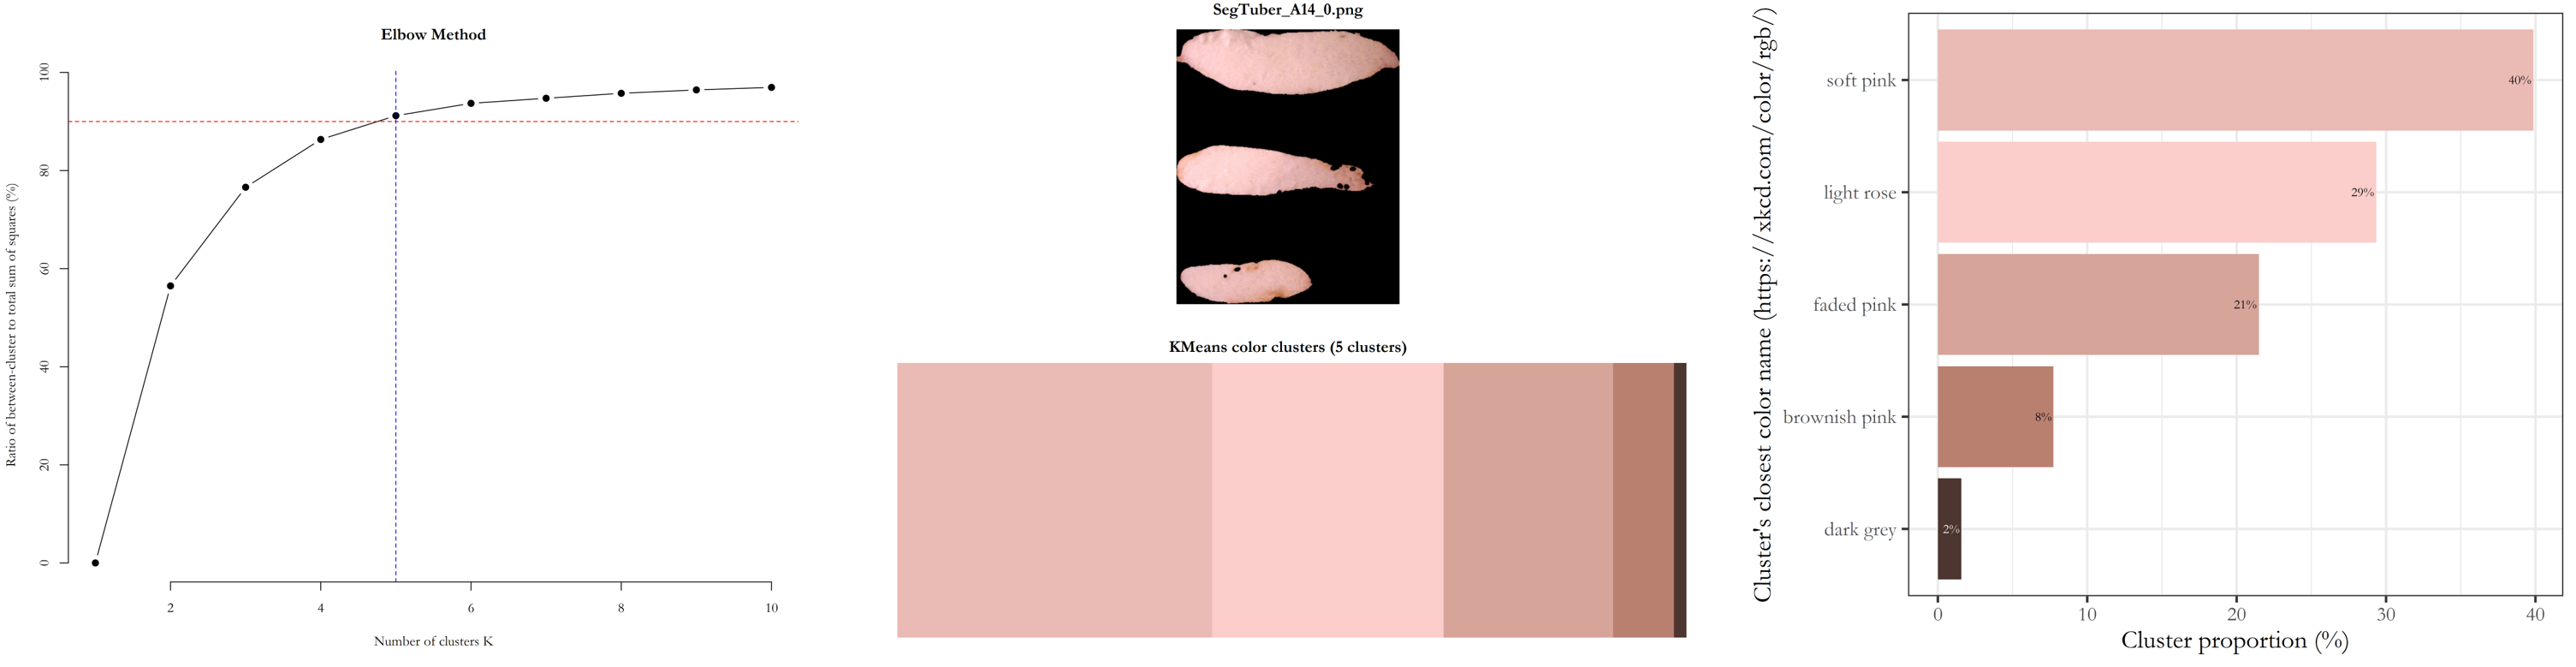 Elbow Method
Ratio of between-cluster to total sum of squares (%)
100
80
60
40
20
0
2
4
6
8
10
Number of clusters K
SegTuber_A14_0.png
KMeans color clusters (5 clusters)
Cluster's closest color name (https://xkcd.com/color/rgb/)
soft pink
40%
light rose
29%
faded pink
21%
brownish pink
8%
dark grey
2%
0
10
20
30
40
Cluster proportion (%)